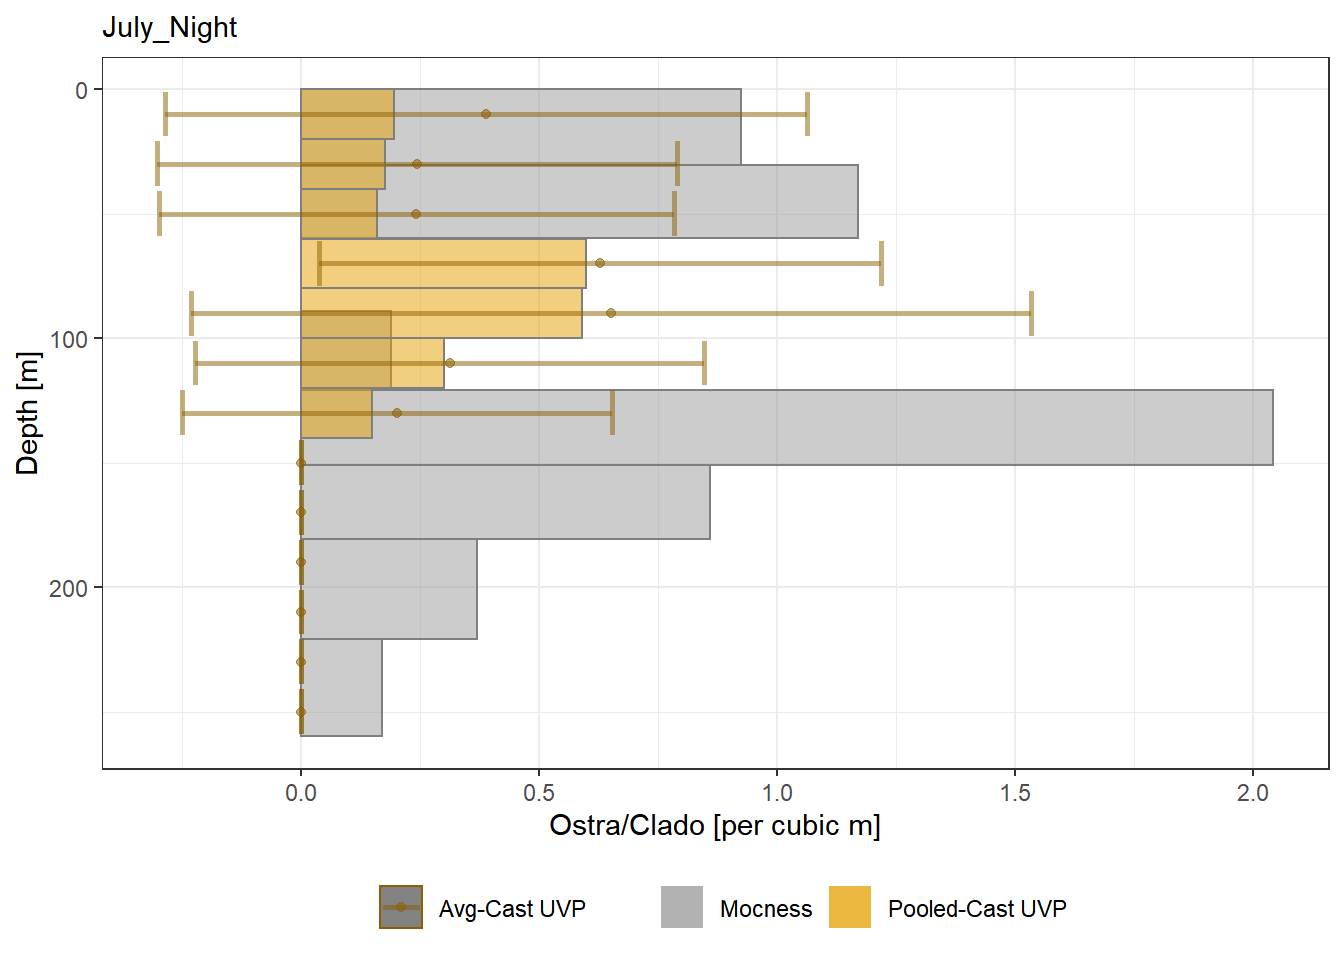 July_Night
0
100
200
Depth [m]
0.0 0.5 1.0 1.5 2.0
Ostra/Clado [per cubic m]
Avg-Cast UVP Mocness Pooled-Cast UVP